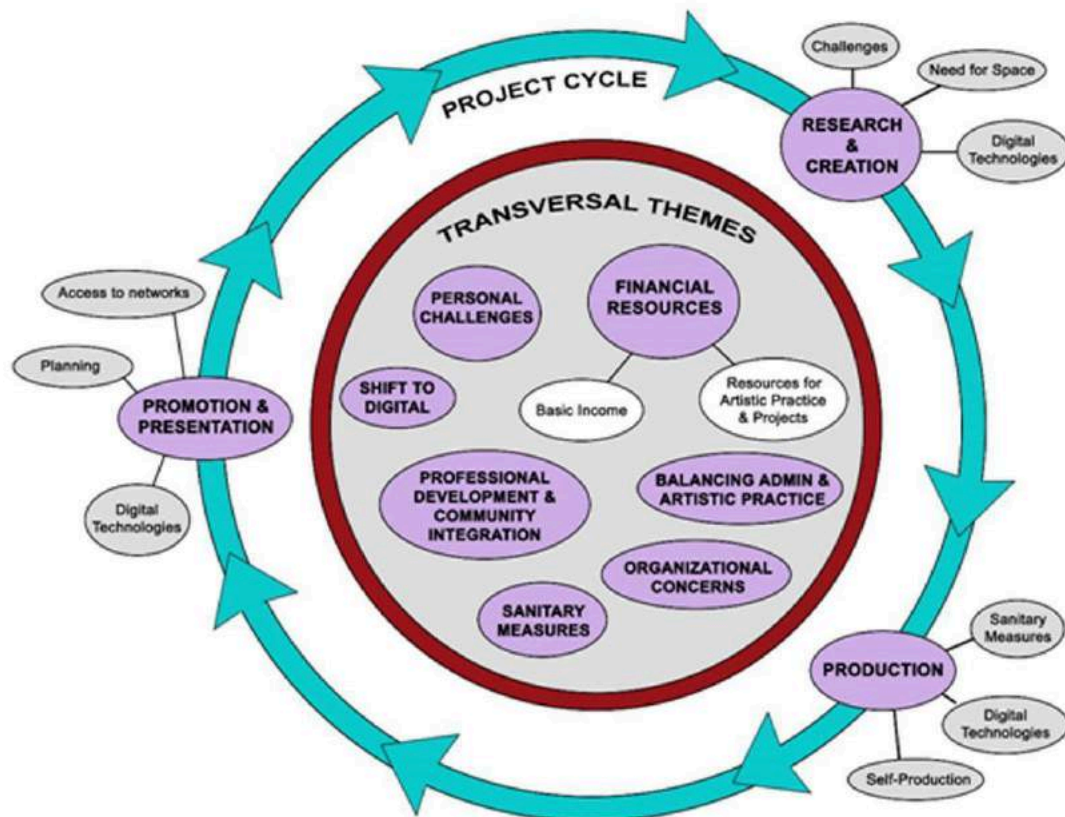 PROJECT CYCLE
Challenges
Need for Space
RESEARCH
&
CREATION
Digital
Technologies
TRANSVERSAL THEMES
PERSONAL
CHALLENGES
FINANCIAL
RESOURCES
SHIFT TO
DIGITAL
Basic Income
Resources for
Artistic Practice
& Projects
PROFESSIONAL
DEVELOPMENT &
COMMUNITY
INTEGRATION
BALANCING ADMIN &
ARTISTIC PRACTICE
ORGANIZATIONAL
CONCERNS
SANITARY
MEASURES
Access to networks
Planning
PROMOTION &
PRESENTATION
Digital
Technologies
Sanitary
Measures
PRODUCTION
Digital
Technologies
Self-Production